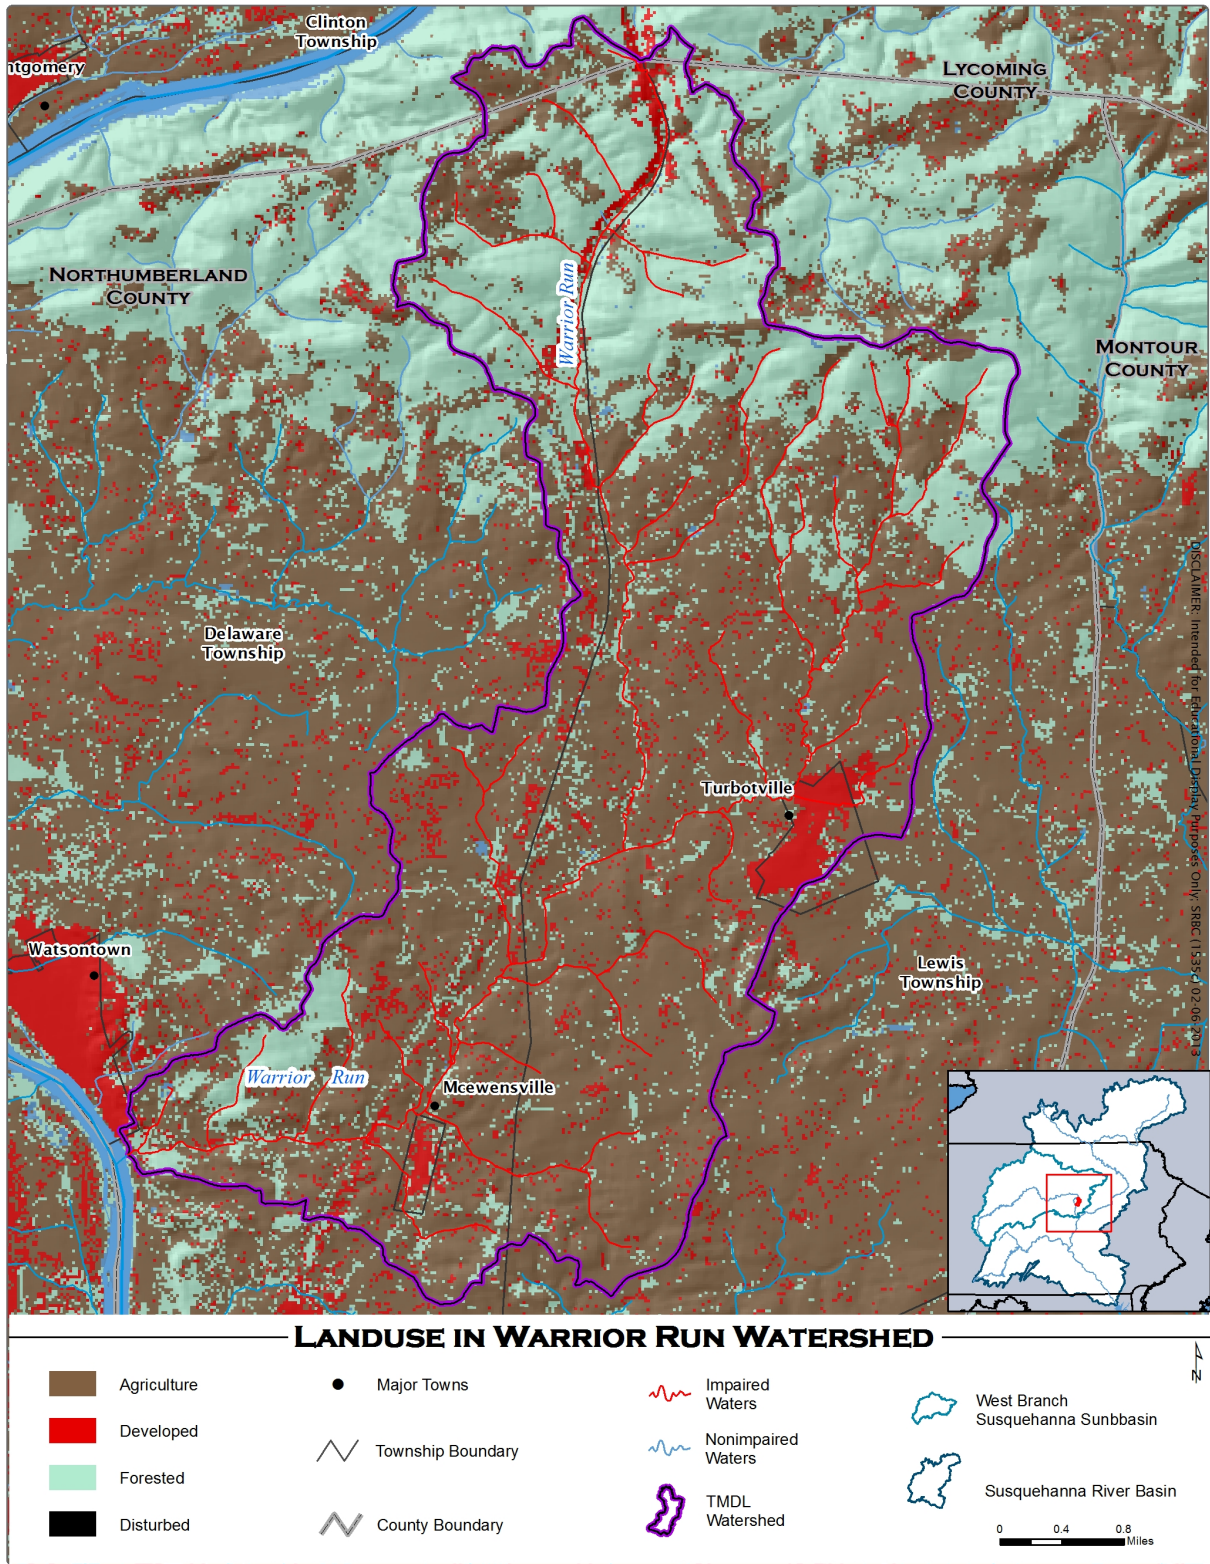 Clinton
Township
ntgomery
LYCOMING
COUNTY
NORTHUMBERLAND
COUNTY
Warrior Run
MONTOUR
COUNTY
Delaware
Township
Turbotville
Watsontown
Lewis
Township
Warrior Run
Mcewensville
DISCLAIMER: Intended for Educational Display Purposes Only; SRBC (1535c) 02-06-2013
LANDUSE IN WARRIOR RUN WATERSHED
Agriculture
Developed
Forested
Disturbed
Major Towns
Township Boundary
County Boundary
Impaired
Waters
Nonimpaired
Waters
TMDL
Watershed
West Branch
Susquehanna Sunbbasin
Susquehanna River Basin
N
0 0.4 0.8
Miles